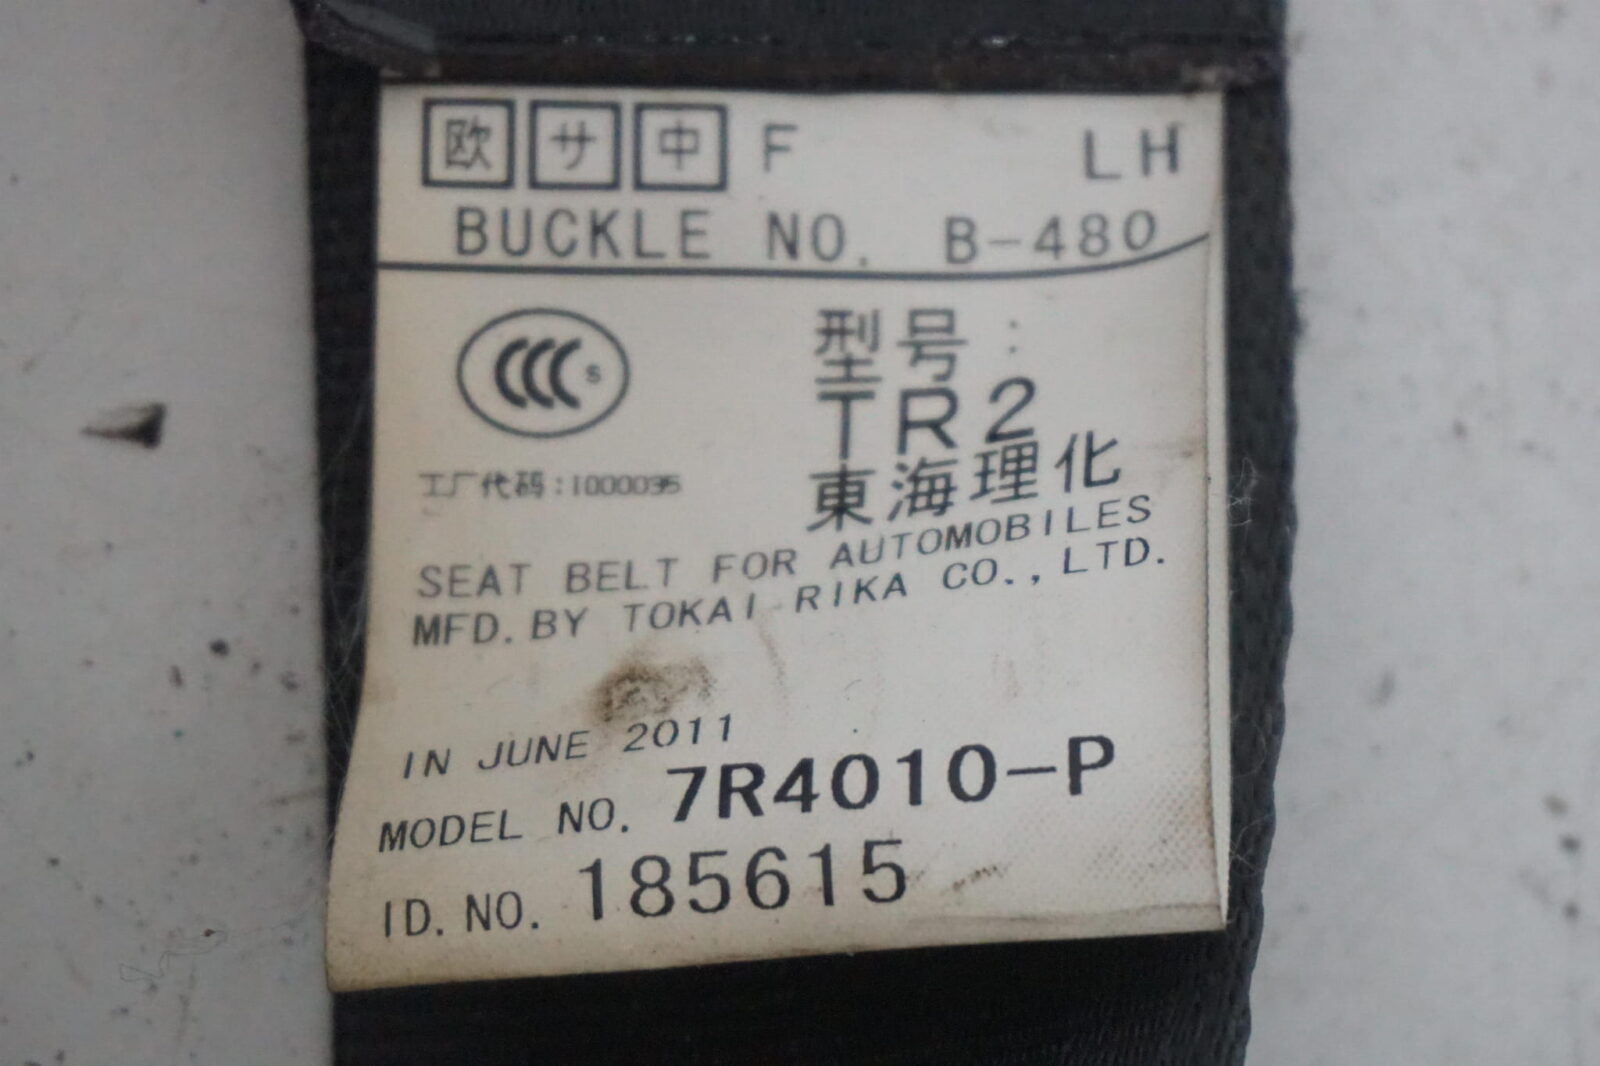 欧 サ 中 F LH
BUCKLE NO. B-480
CCC S
型号:
TR2
東海理化
工厂代码:1000095
SEAT BELT FOR AUTOMOBILES
MFD. BY TOKAI RIKA CO., LTD.
IN JUNE 2011
MODEL NO. 7R4010-P
ID. NO. 185615